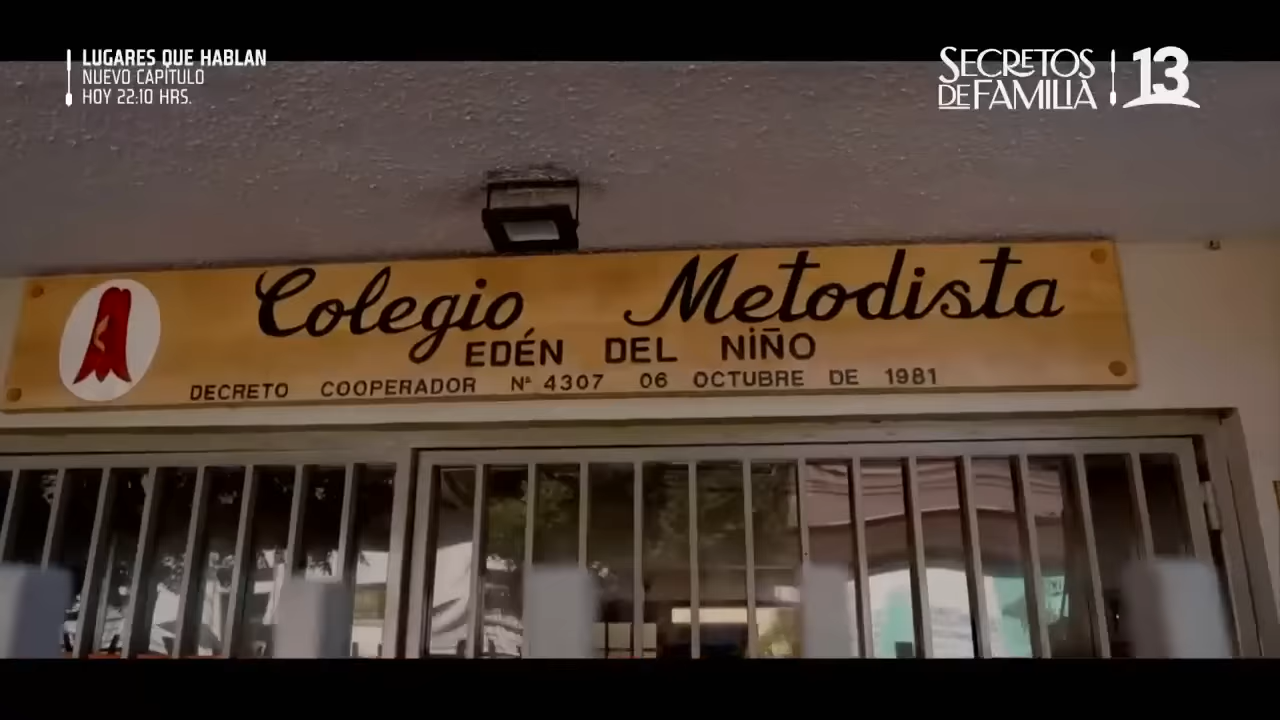 LUGARES QUE HABLAN
NUEVO CAPÍTULO
HOY 22:10 HRS.
SECRETOS
DE FAMILIA
13
Colegio Metodista
EDÉN DEL NIÑO
DECRETO COOPERADOR Nº 4307 06 OCTUBRE DE 1981